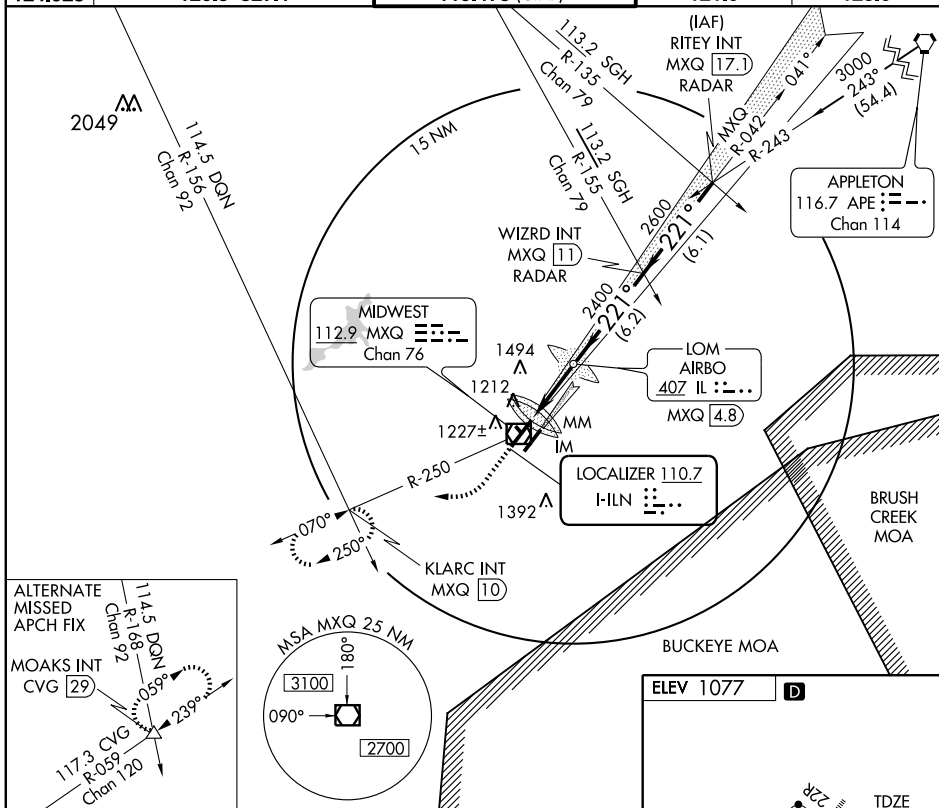 (IAF)
RITEY INT
MXQ 17.1
RADAR
113.2 SGH
R-135
Chan 79
041°
3000
243°
(54.4)
MXQ
R-042
R-243
2049
15 NM
114.5 DQN
R-156
Chan 92
113.2 SGH
R-155
Chan 79
APPLETON
116.7 APE
Chan 114
2600
221°
(6.1)
WIZRD INT
MXQ 11
RADAR
2400
221°
(6.2)
MIDWEST
112.9 MXQ
Chan 76
1494
1212
1227±
LOM
AIRBO
407 IL
MXQ 4.8
MM
IM
R-250
LOCALIZER 110.7
I-ILN
1392
BRUSH
CREEK
MOA
070°
250°
KLARC INT
MXQ 10
ALTERNATE
MISSED
APCH FIX
114.5 DQN
R-168
Chan 92
MOAKS INT
CVG 29
059°
239°
117.3 CVG
R-059
Chan 120
MSA MXQ 25 NM
180°
3100
090°
2700
BUCKEYE MOA
ELEV 1077
D
22R
TDZE